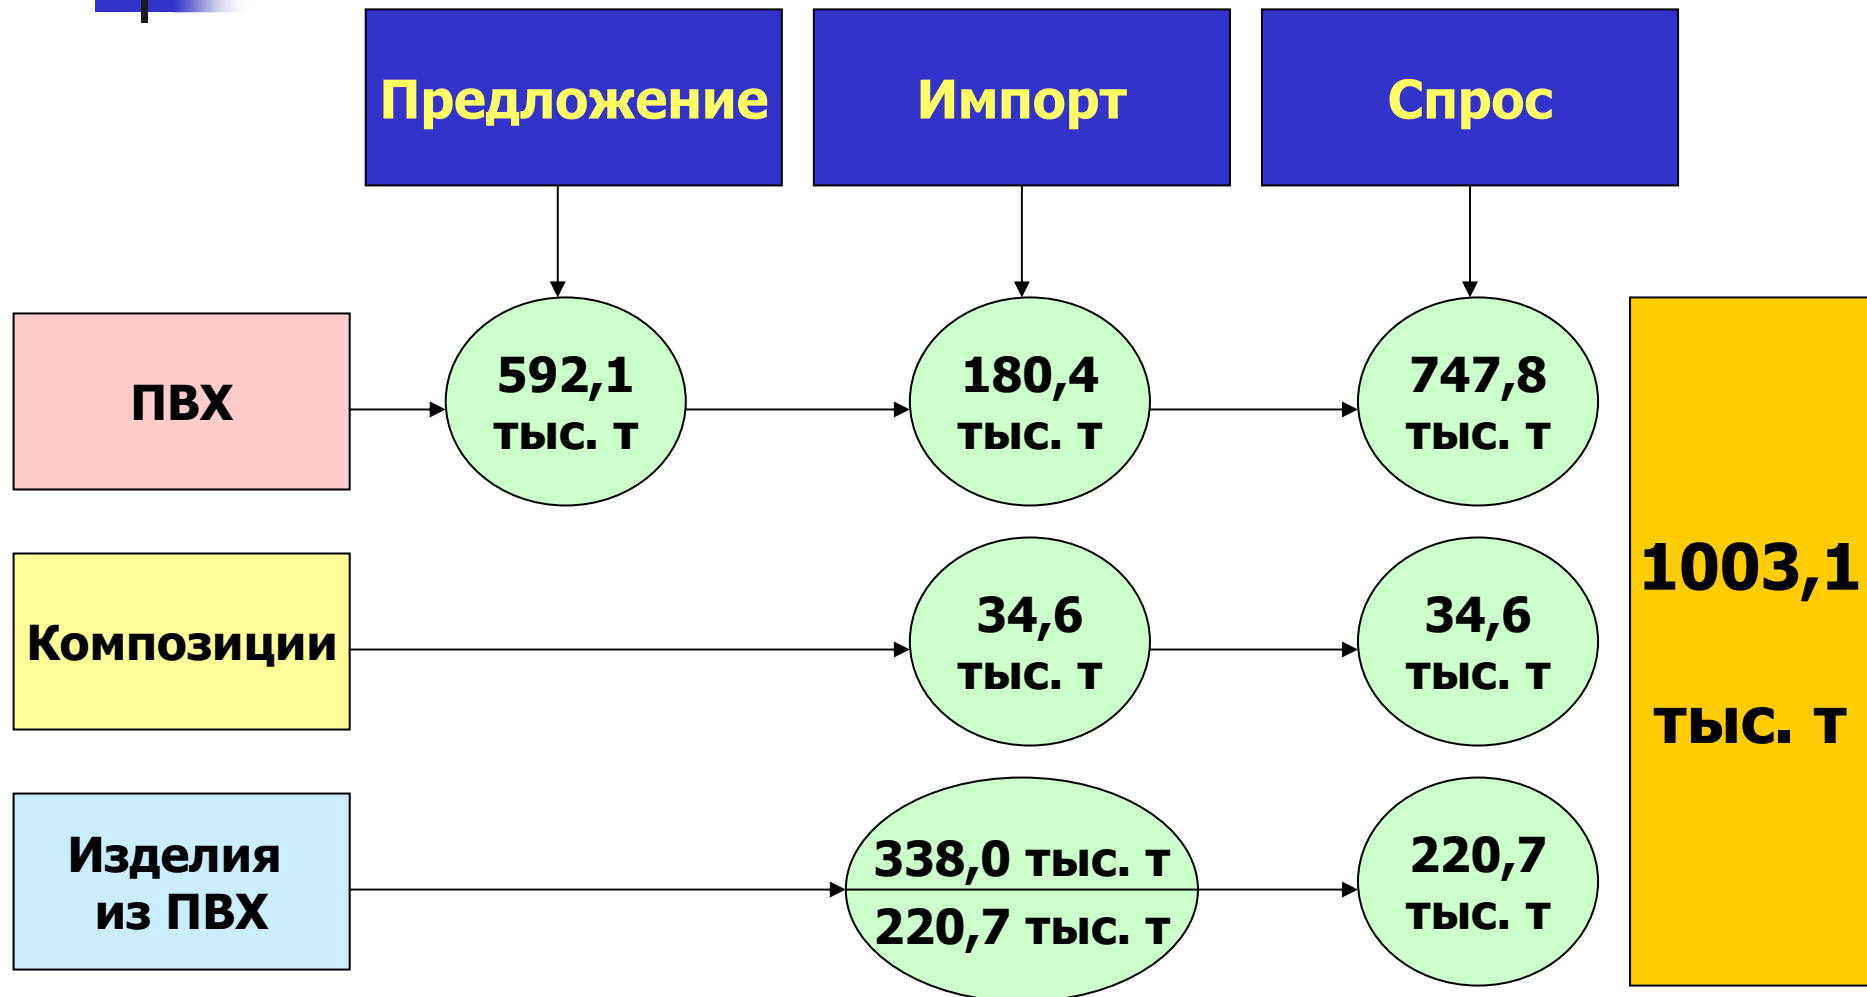 Предложение
Импорт
Спрос
ПВХ
592,1
тыс. т
180,4
тыс. т
747,8
тыс. т
Композиции
34,6
тыс. т
34,6
тыс. т
1003,1
тыс. т
Изделия
из ПВХ
338,0 тыс. т
220,7 тыс. т
220,7
тыс. т